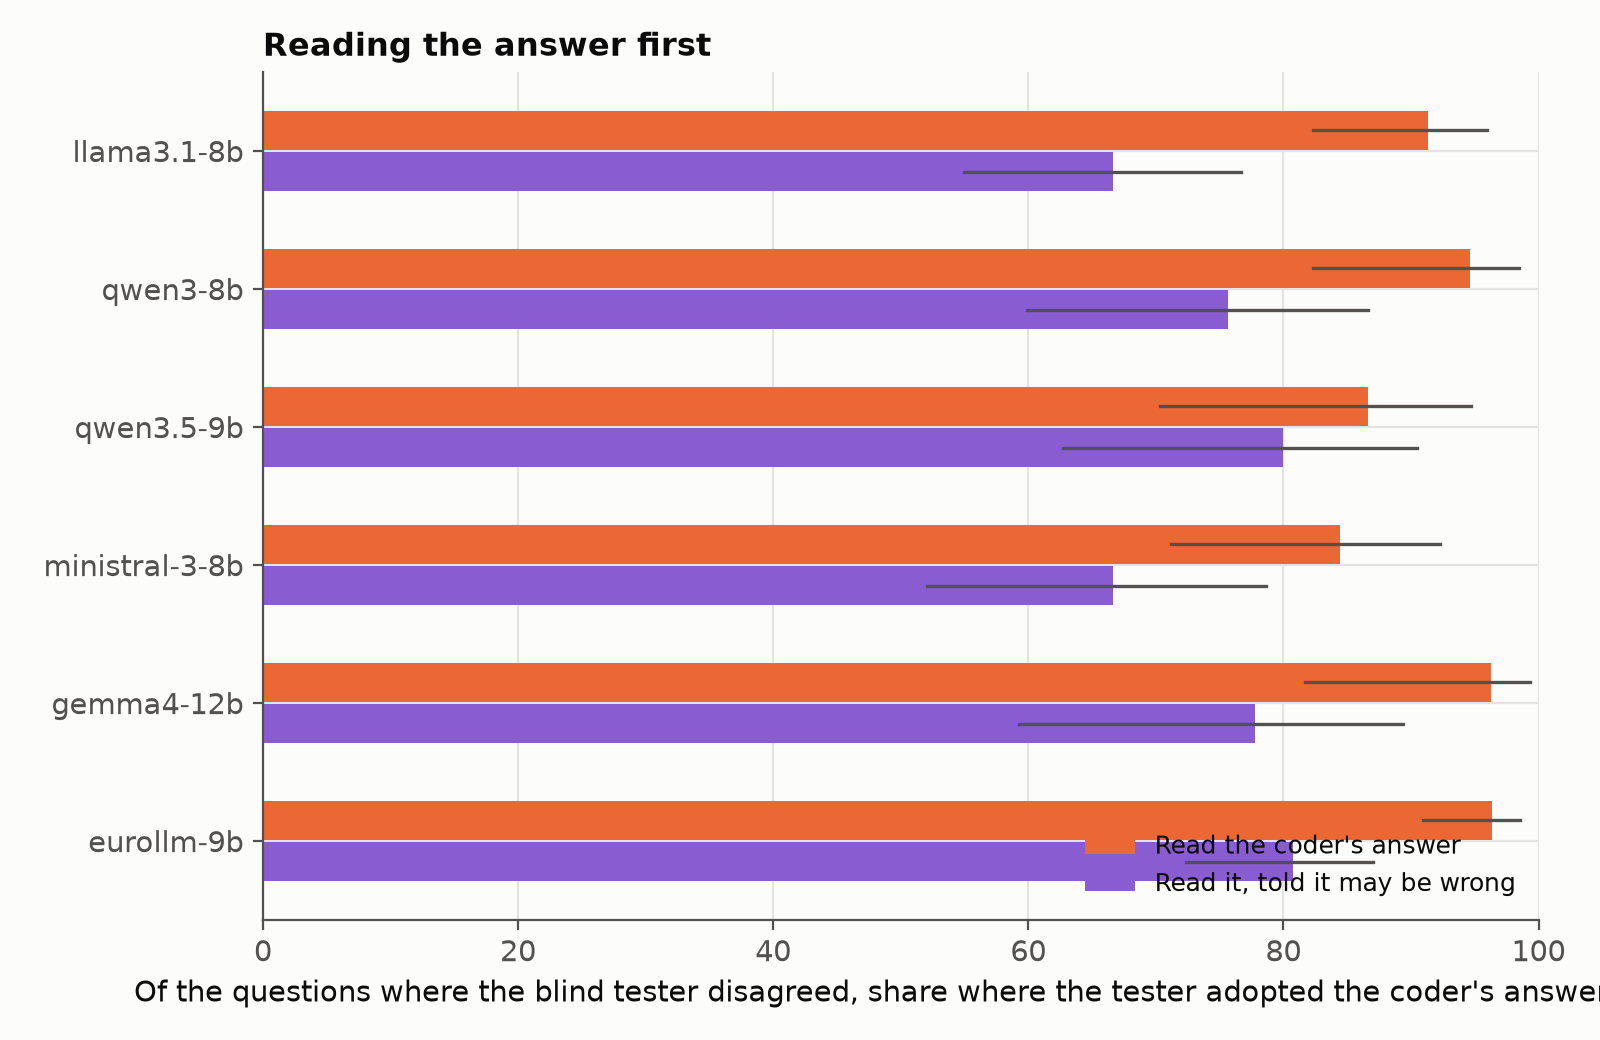 Reading the answer first
llama3.1-8b
qwen3-8b
qwen3.5-9b
ministral-3-8b
gemma4-12b
eurollm-9b
Read the coder's answer
Read it, told it may be wrong
0 20 40 60 80 100
Of the questions where the blind tester disagreed, share where the tester adopted the coder's answer